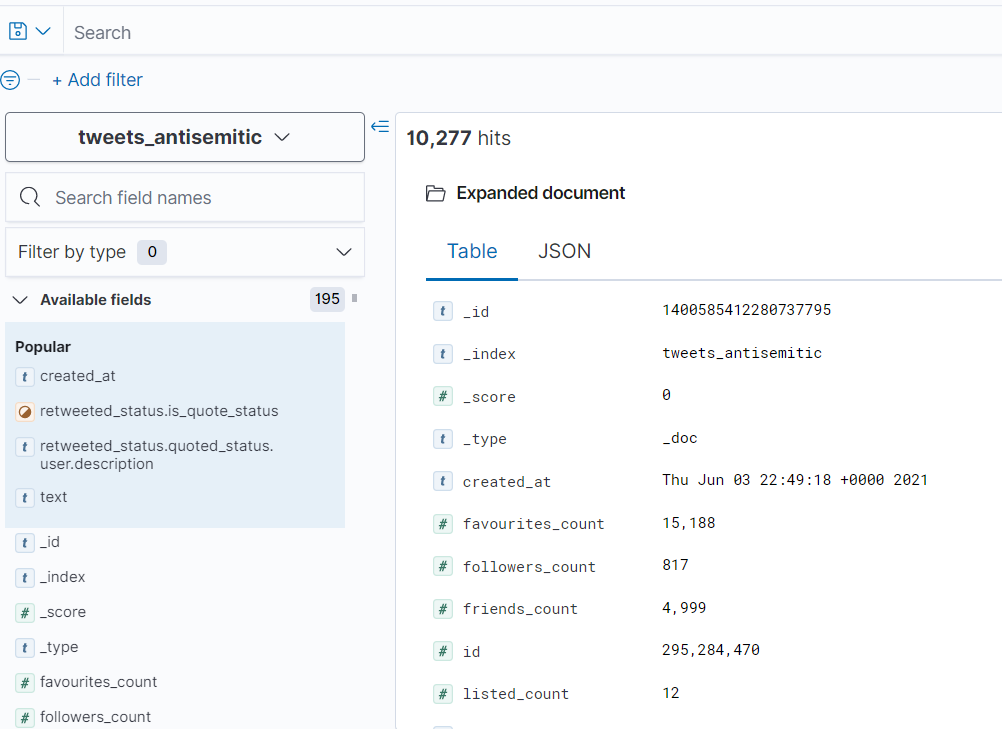 Search
+ Add filter
tweets_antisemitic
10,277 hits
Search field names
Expanded document
Filter by type 0
Table JSON
Available fields 195
Popular
t created_at
retweeted_status.is_quote_status
t retweeted_status.quoted_status.
user.description
t text
t _id
t _index
# _score
t _type
# favourites_count
# followers_count
t _id 1400585412280737795
t _index tweets_antisemitic
# _score 0
t _type _doc
t created_at Thu Jun 03 22:49:18 +0000 2021
# favourites_count 15,188
# followers_count 817
# friends_count 4,999
# id 295,284,470
# listed_count 12